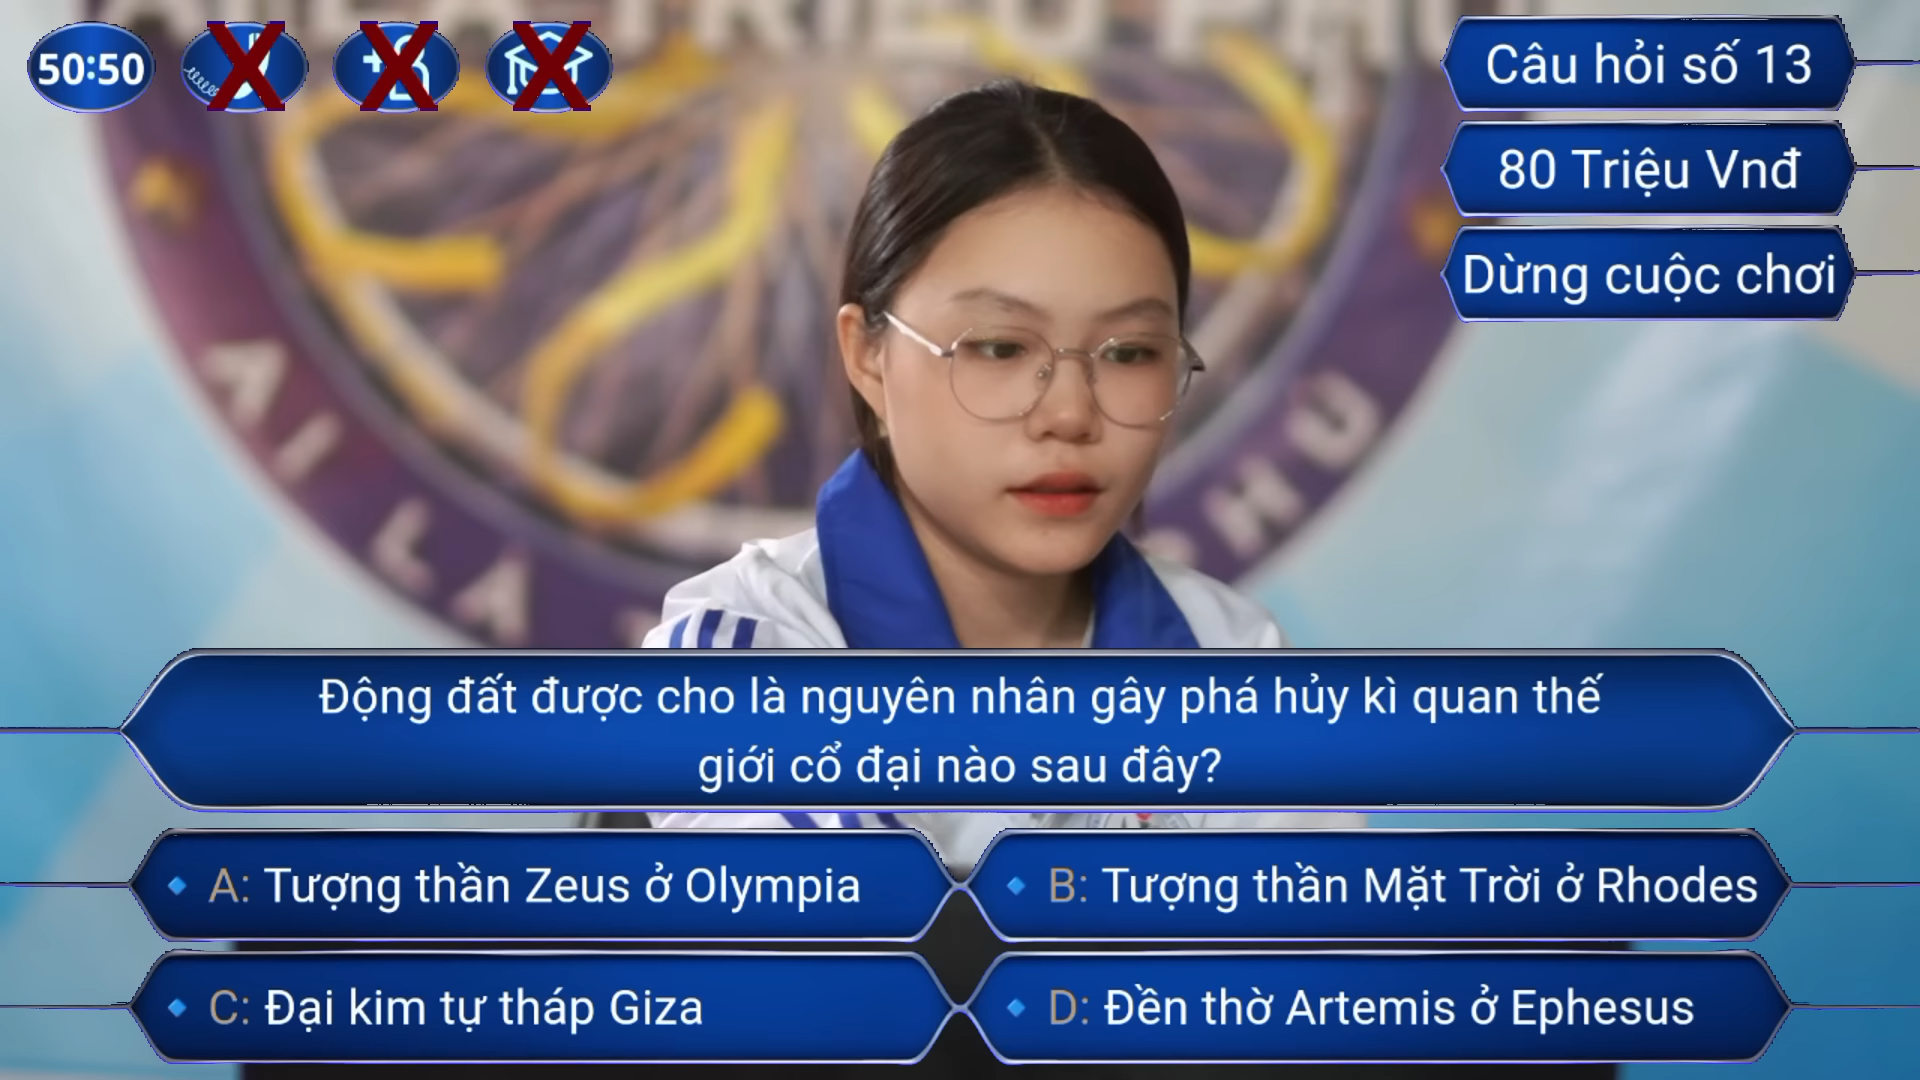 50:50
Câu hỏi số 13
80 Triệu Vnđ
Dừng cuộc chơi
AI LÀ
Động đất được cho là nguyên nhân gây phá hủy kì quan thế
giới cổ đại nào sau đây?
A: Tượng thần Zeus ở Olympia
B: Tượng thần Mặt Trời ở Rhodes
C: Đại kim tự tháp Giza
D: Đền thờ Artemis ở Ephesus